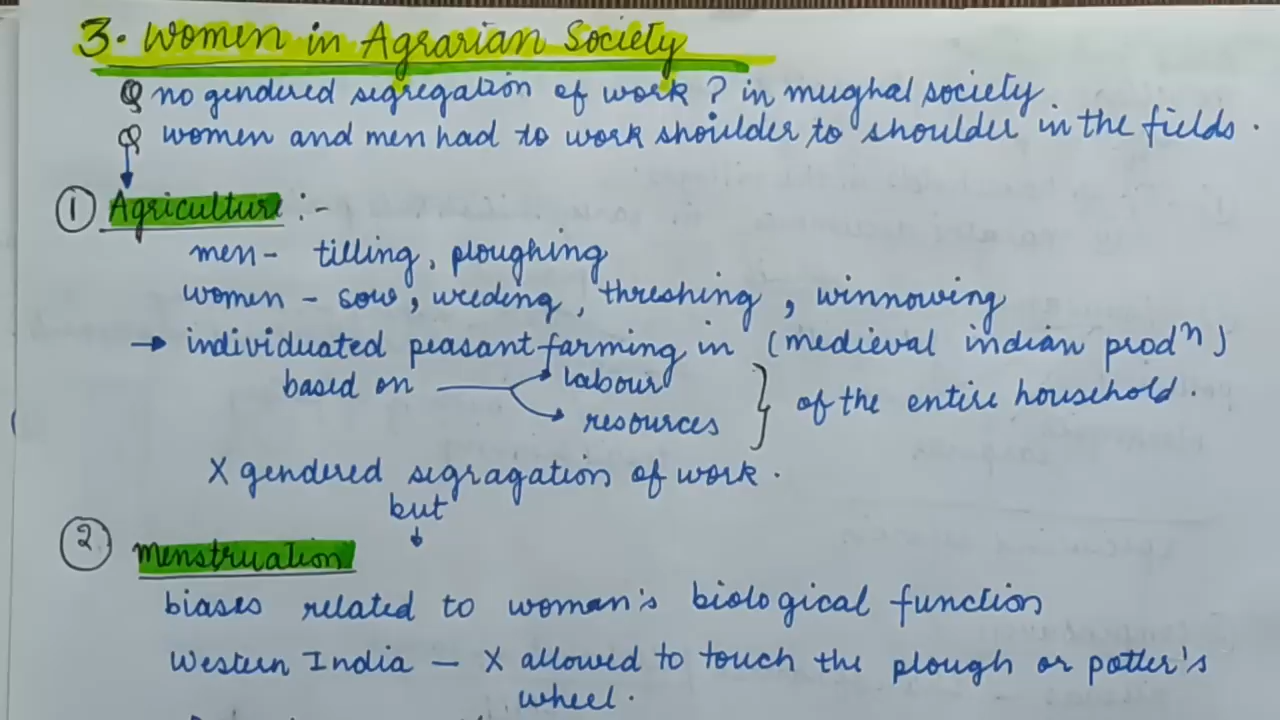 3. Women in Agrarian Society
Q no gendered segregation of work ? in mughal society
Q women and men had to work shoulder to shoulder in the fields .
① Agriculture :-
men - tilling, ploughing
women - sow, weeding, threshing, winnowing
→ individuated peasant farming in (medieval indian prodⁿ)
based on labour
resources } of the entire household.
X gendered segragation of work .
but
② Menstruation
biases related to woman's biological function
Western India - X allowed to touch the plough or potter's
wheel.